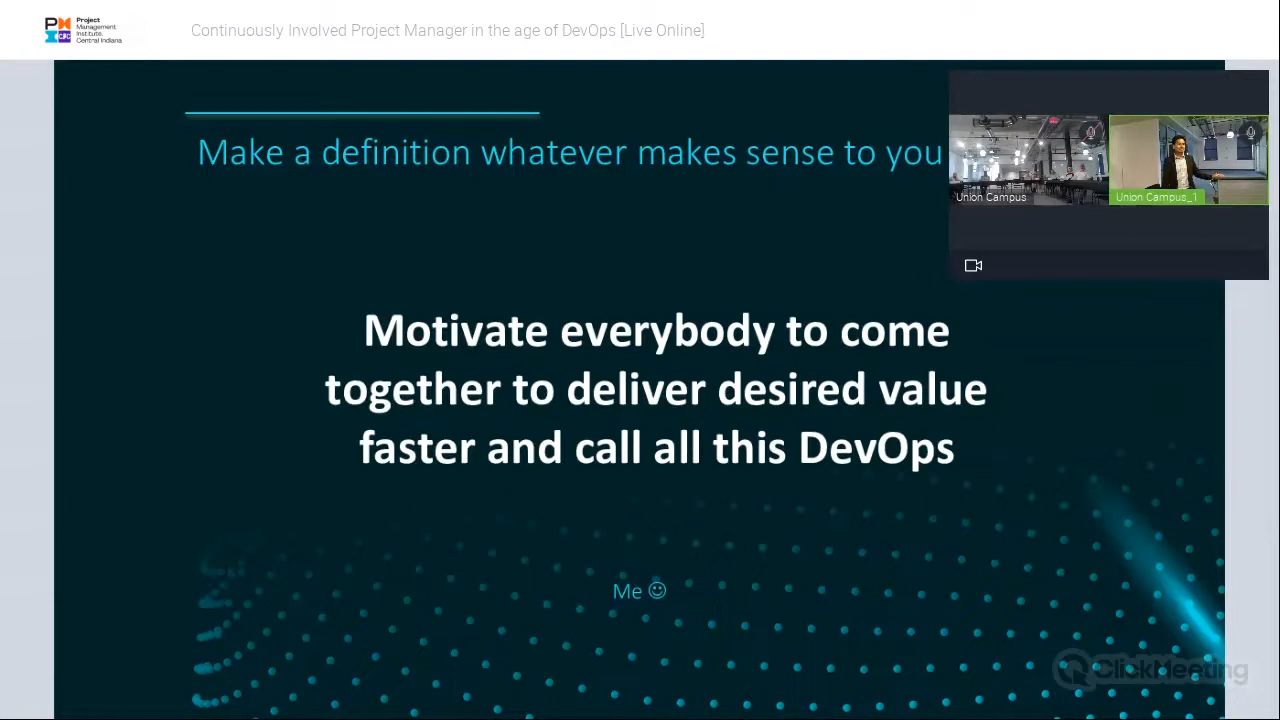 Project
Management
Institute.
Central Indiana
Continuously Involved Project Manager in the age of DevOps [Live Online]
Make a definition whatever makes sense to you
Union Campus
Union Campus_1
Motivate everybody to come
together to deliver desired value
faster and call all this DevOps
Me ☺
ClickMeeting